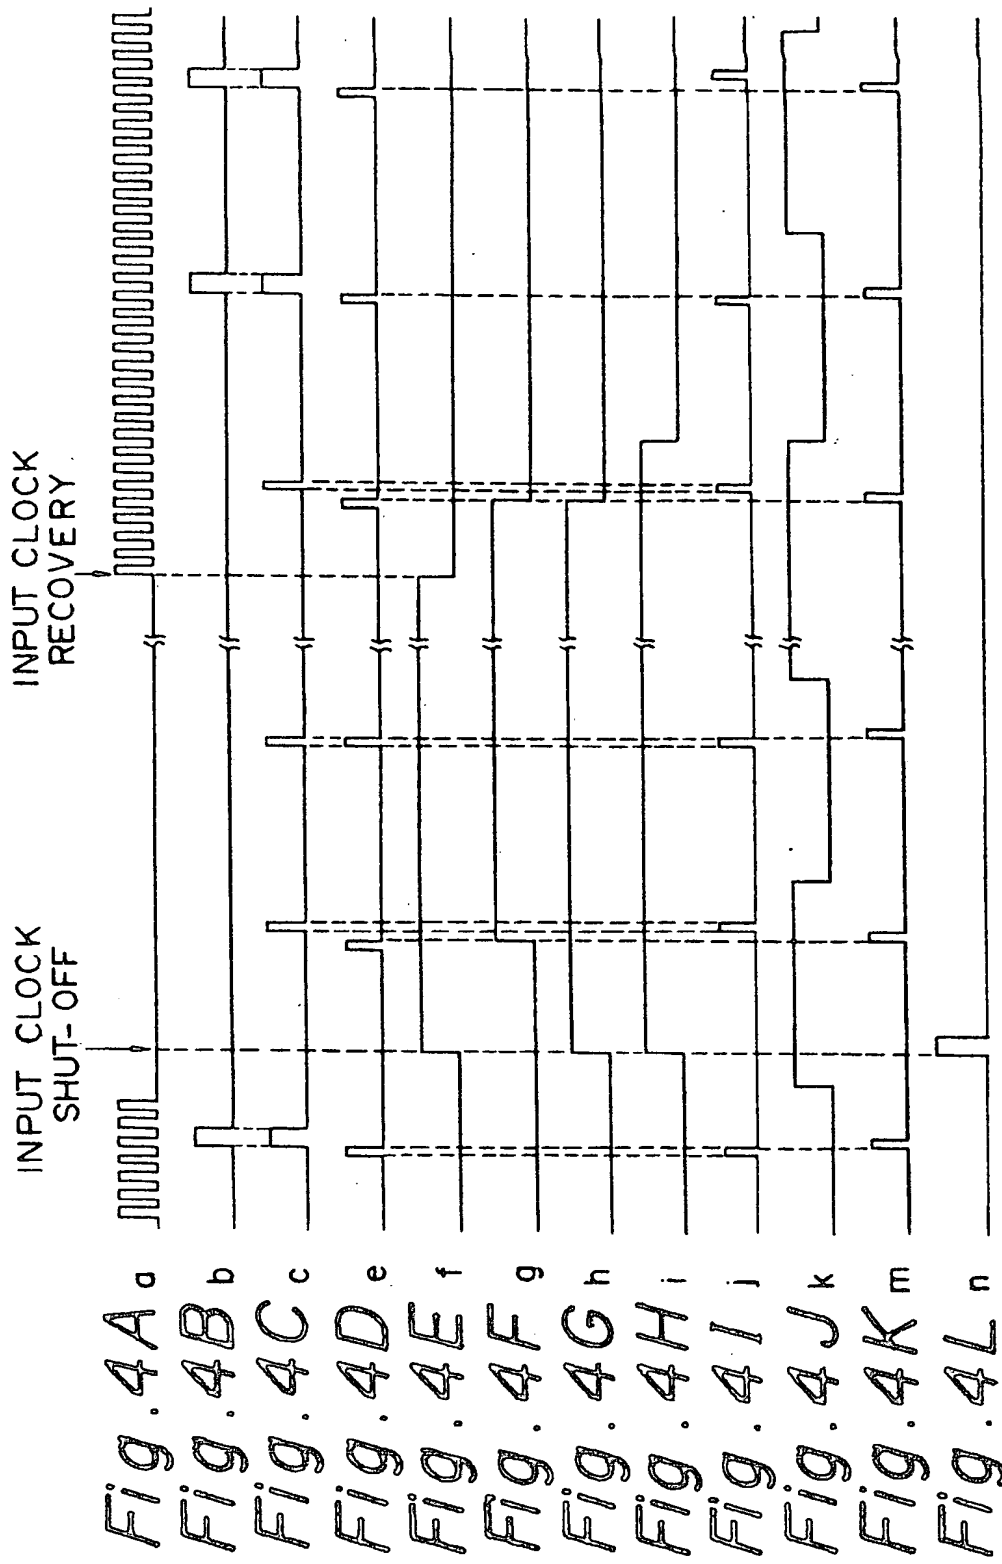 INPUT CLOCK
SHUT-OFF
INPUT CLOCK
RECOVERY
Fig. 4A a
Fig. 4B b
Fig. 4C c
Fig. 4D e
Fig. 4E f
Fig. 4F g
Fig. 4G h
Fig. 4H i
Fig. 4I j
Fig. 4J k
Fig. 4K m
Fig. 4L n